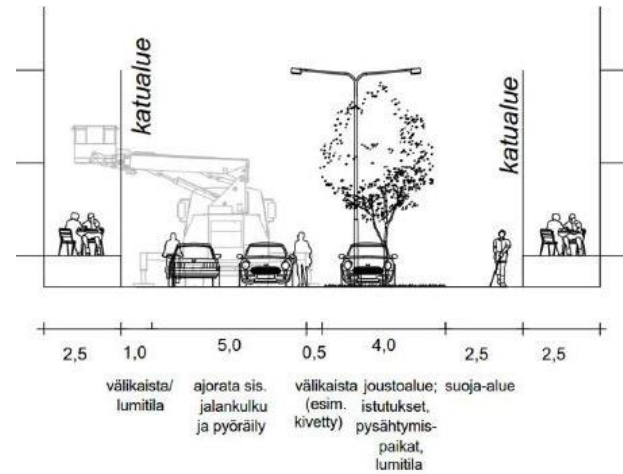 katualue
katualue
2,5 1,0 5,0 0,5 4,0 2,5 2,5
välikaista/
lumitila
ajorata sis.
jalankulku
ja pyöräily
välikaista
(esim.
kivetty)
joustoalue;
istutukset,
pysähtymis-
paikat,
lumitila
suoja-alue